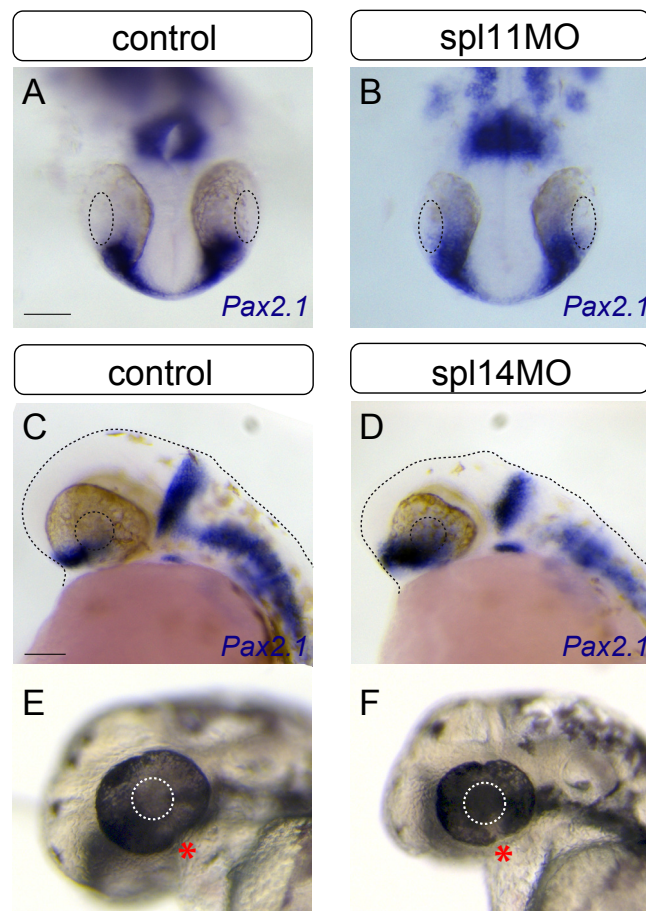 control
spl11MO
A
B
Pax2.1
Pax2.1
control
spl14MO
C
D
Pax2.1
Pax2.1
E
F
*
*